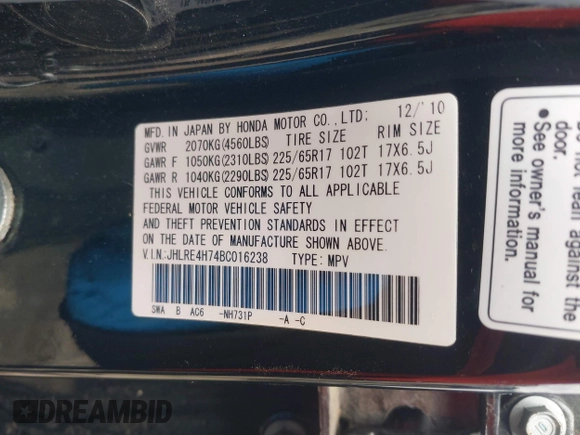 MFD. IN JAPAN BY HONDA MOTOR CO., LTD: 12/'10
GVWR 2070KG(4560LBS) TIRE SIZE RIM SIZE
GAWR F 1050KG(2310LBS) 225/65R17 102T 17X6.5J
GAWR R 1040KG(2290LBS) 225/65R17 102T 17X6.5J
THIS VEHICLE CONFORMS TO ALL APPLICABLE
FEDERAL MOTOR VEHICLE SAFETY
AND THEFT PREVENTION STANDARDS IN EFFECT
ON THE DATE OF MANUFACTURE SHOWN ABOVE.
V.I.N:JHLRE4H74BC016238 TYPE: MPV
SWA B AC6 -NH731P -A -C
not lean against
door.
• See owner's
manual for
more
DREAMBID